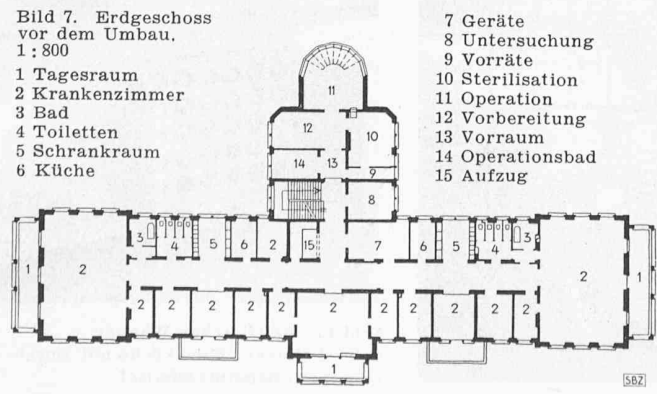 Bild 7. Erdgeschoss
vor dem Umbau.
1 : 800
1 Tagesraum
2 Krankenzimmer
3 Bad
4 Toiletten
5 Schrankraum
6 Küche
7 Geräte
8 Untersuchung
9 Vorräte
10 Sterilisation
11 Operation
12 Vorbereitung
13 Vorraum
14 Operationsbad
15 Aufzug
11
12
10
14 13
9
8
3 4 5 6 2 15 7 6 5 4 3
1 2 2 1
2 2 2 2 2 2 2 2 2 2 2
1
SBZ